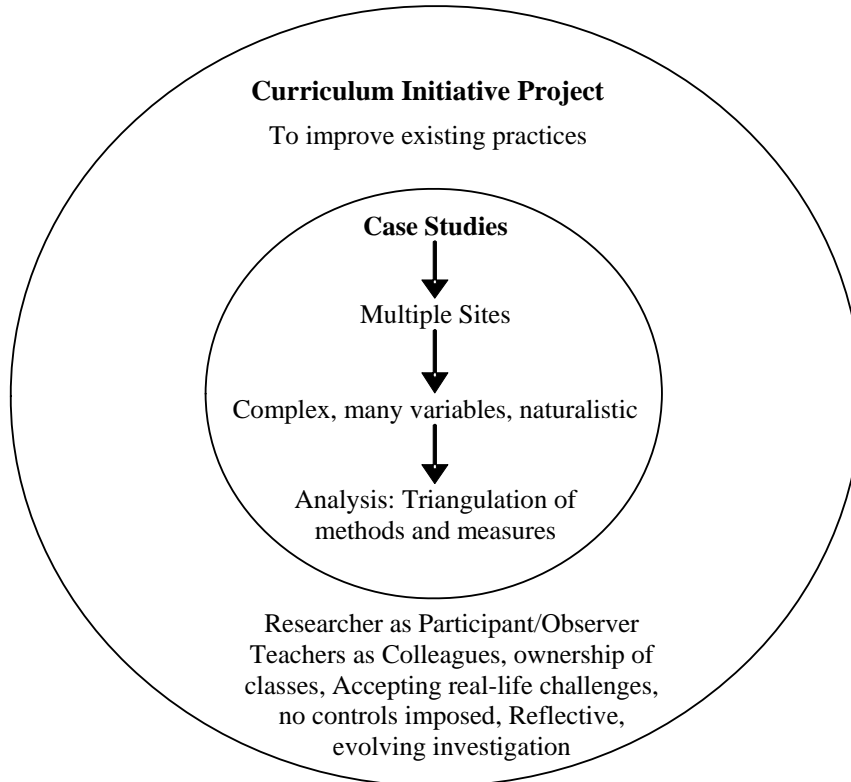 Curriculum Initiative Project
To improve existing practices
Case Studies
Multiple Sites
Complex, many variables, naturalistic
Analysis: Triangulation of
methods and measures
Researcher as Participant/Observer
Teachers as Colleagues, ownership of
classes, Accepting real-life challenges,
no controls imposed, Reflective,
evolving investigation